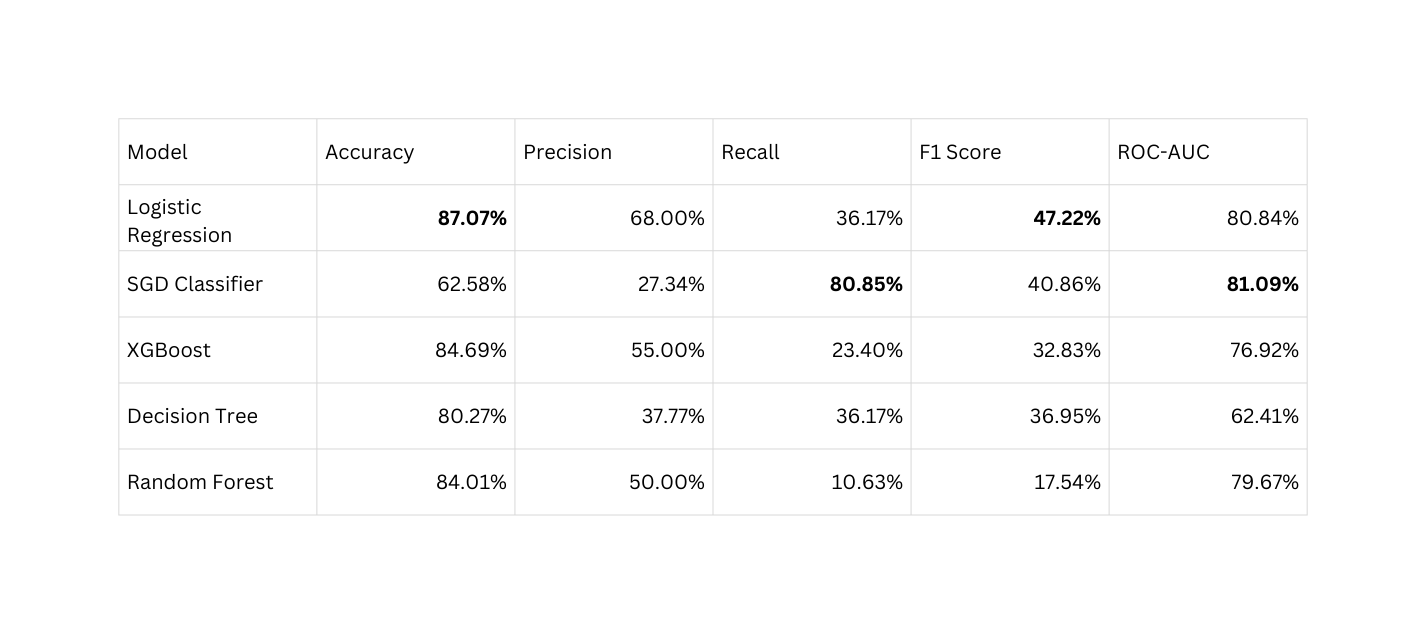 Model Accuracy Precision Recall F1 Score ROC-AUC
Logistic
Regression 87.07% 68.00% 36.17% 47.22% 80.84%
SGD Classifier 62.58% 27.34% 80.85% 40.86% 81.09%
XGBoost 84.69% 55.00% 23.40% 32.83% 76.92%
Decision Tree 80.27% 37.77% 36.17% 36.95% 62.41%
Random Forest 84.01% 50.00% 10.63% 17.54% 79.67%